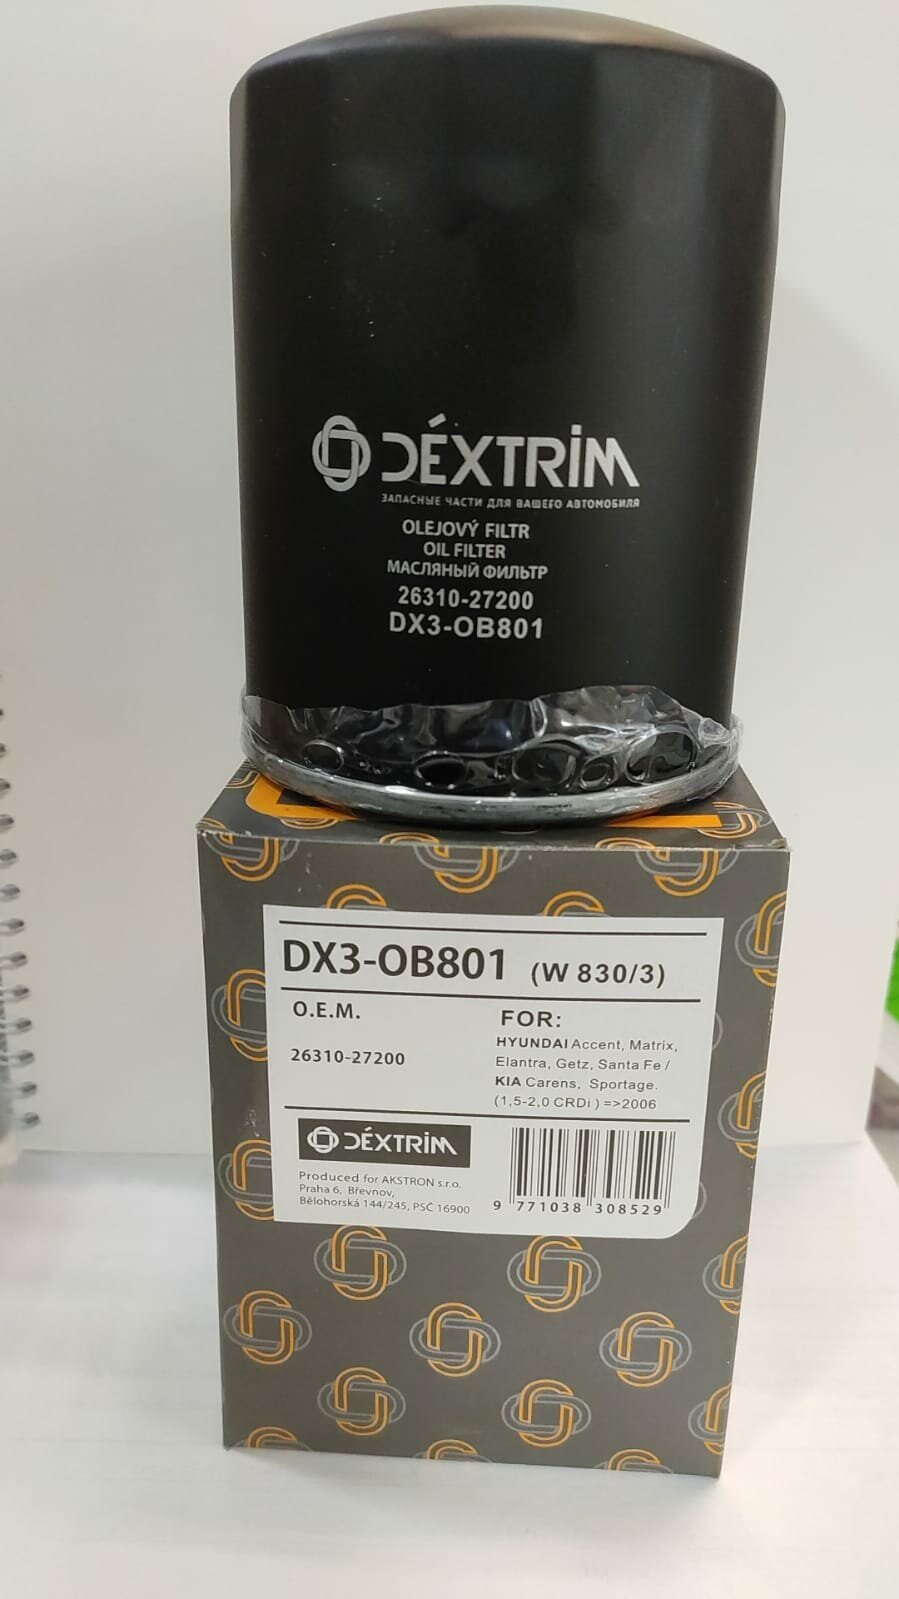 DÉXTRİM
ЗАПАСНЫЕ ЧАСТИ ДЛЯ ВАШЕГО АВТОМОБИЛЯ
OLEJOVÝ FILTR
OIL FILTER
МАСЛЯНЫЙ ФИЛЬТР
26310-27200
DX3-OB801
DX3-OB801 (W 830/3)
O.E.M.
26310-27200
FOR:
HYUNDAI Accent, Matrix,
Elantra, Getz, Santa Fe /
KIA Carens, Sportage.
(1,5-2,0 CRDi ) =>2006
DÉXTRİM
Produced for AKSTRON s.r.o.
Praha 6, Břevnov,
Bělohorská 144/245, PSČ 16900
9 771038 308529